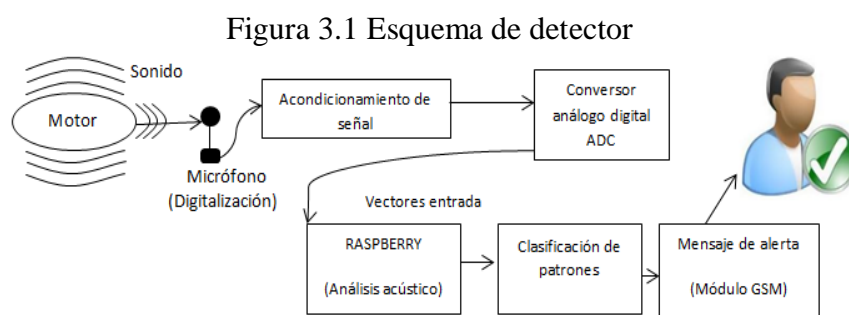 Figura 3.1 Esquema de detector
Sonido
Motor
Micrófono
(Digitalización)
Acondicionamiento de
señal
Conversor
análogo digital
ADC
Vectores entrada
RASPBERRY
(Análisis acústico)
Clasificación de
patrones
Mensaje de alerta
(Módulo GSM)